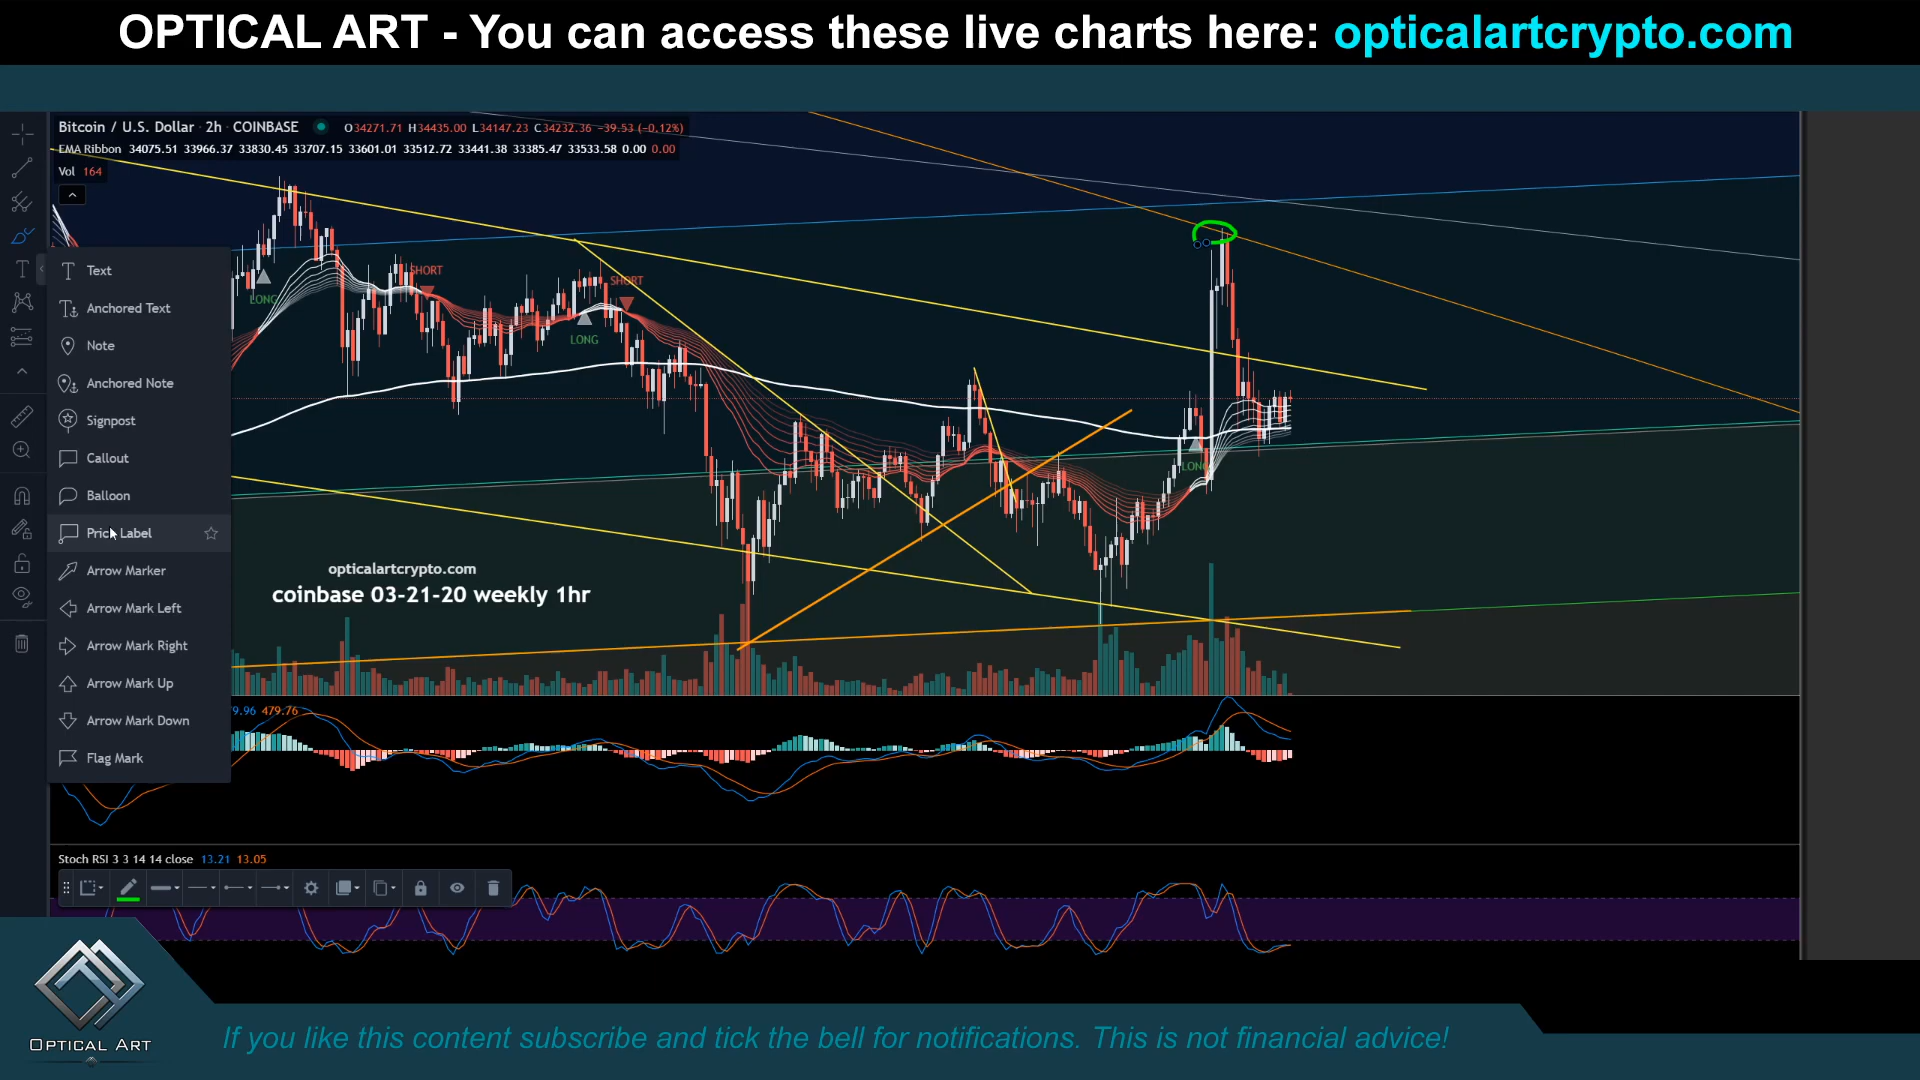 OPTICAL ART - You can access these live charts here: opticalartcrypto.com
Bitcoin / U.S. Dollar · 2h · COINBASE O34271.71 H34435.00 L34147.23 C34232.36 −39.53 (−0.12%)
EMA Ribbon 34075.51 33966.37 33830.45 33707.15 33601.01 33512.72 33441.38 33385.47 33533.58 0.00 0.00
Vol 164
Text
Anchored Text
Note
Anchored Note
Signpost
Callout
Balloon
Price Label
Arrow Marker
Arrow Mark Left
Arrow Mark Right
Arrow Mark Up
Arrow Mark Down
Flag Mark
LONG
SHORT
LONG
SHORT
LONG
opticalartcrypto.com
coinbase 03-21-20 weekly 1hr
479.76
Stoch RSI 3 3 14 14 close 13.21 13.05
OPTICAL ART
If you like this content subscribe and tick the bell for notifications. This is not financial advice!